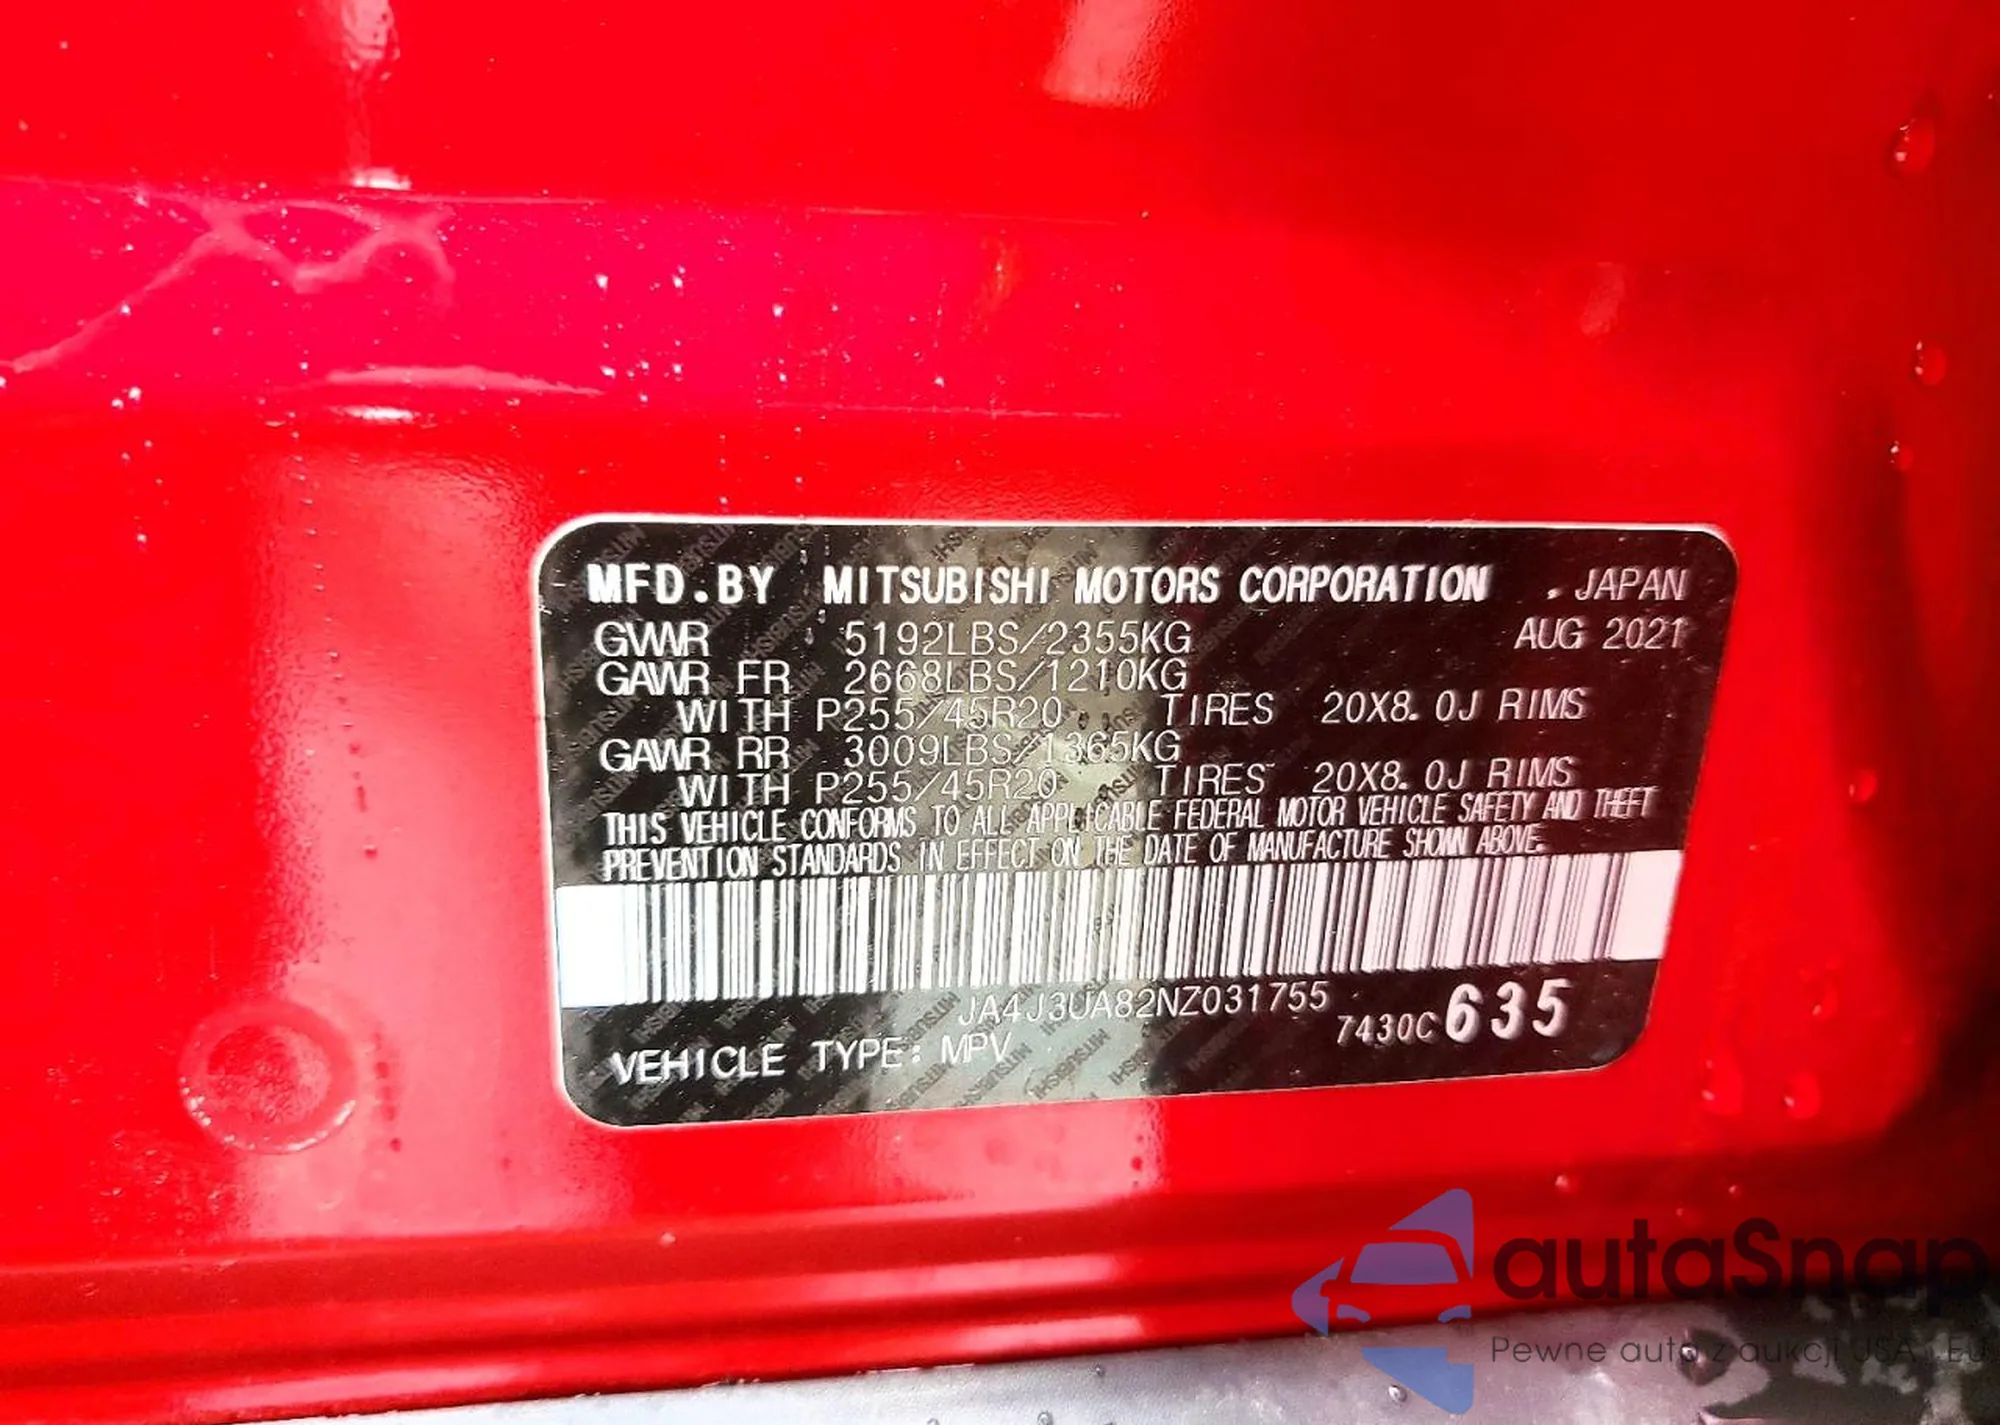 MFD.BY MITSUBISHI MOTORS CORPORATION . JAPAN
GVWR 5192LBS/2355KG AUG 2021
GAWR FR 2668LBS/1210KG
WITH P255/45R20 TIRES 20X8.0J RIMS
GAWR RR 3009LBS/1365KG
WITH P255/45R20 TIRES 20X8.0J RIMS
THIS VEHICLE CONFORMS TO ALL APPLICABLE FEDERAL MOTOR VEHICLE SAFETY AND THEFT
PREVENTION STANDARDS IN EFFECT ON THE DATE OF MANUFACTURE SHOWN ABOVE.
JA4J3UA82NZ031755 7430C 635
VEHICLE TYPE: MPV
autaSnap
Pewne auta z aukcji USA i EU